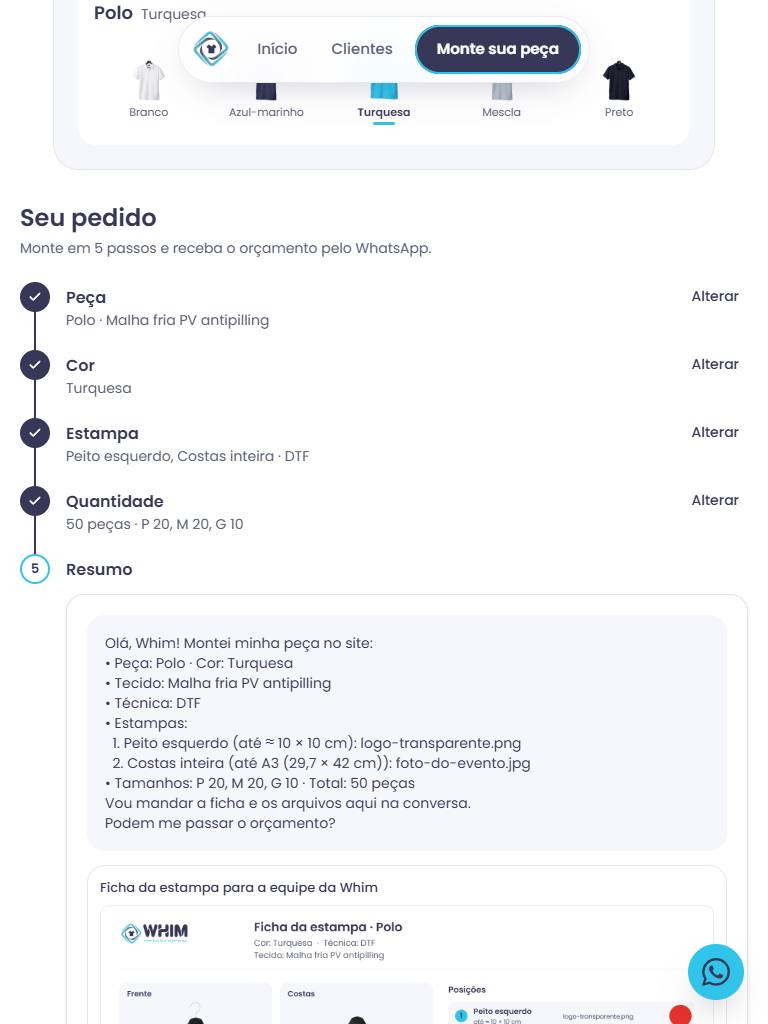 Polo Turquesa
Início Clientes Monte sua peça
Branco Azul-marinho Turquesa Mescla Preto
Seu pedido
Monte em 5 passos e receba o orçamento pelo WhatsApp.
Peça Alterar
Polo · Malha fria PV antipilling
Cor Alterar
Turquesa
Estampa Alterar
Peito esquerdo, Costas inteira · DTF
Quantidade Alterar
50 peças · P 20, M 20, G 10
5 Resumo
Olá, Whim! Montei minha peça no site:
• Peça: Polo · Cor: Turquesa
• Tecido: Malha fria PV antipilling
• Técnica: DTF
• Estampas:
1. Peito esquerdo (até ≈ 10 × 10 cm): logo-transparente.png
2. Costas inteira (até A3 (29,7 × 42 cm)): foto-do-evento.jpg
• Tamanhos: P 20, M 20, G 10 · Total: 50 peças
Vou mandar a ficha e os arquivos aqui na conversa.
Podem me passar o orçamento?
Ficha da estampa para a equipe da Whim
WHIM
Ficha da estampa · Polo
Cor: Turquesa · Técnica: DTF
Tecido: Malha fria PV antipilling
Frente Costas Posições
1 Peito esquerdo logo-transparente.png
até ≈ 10 × 10 cm